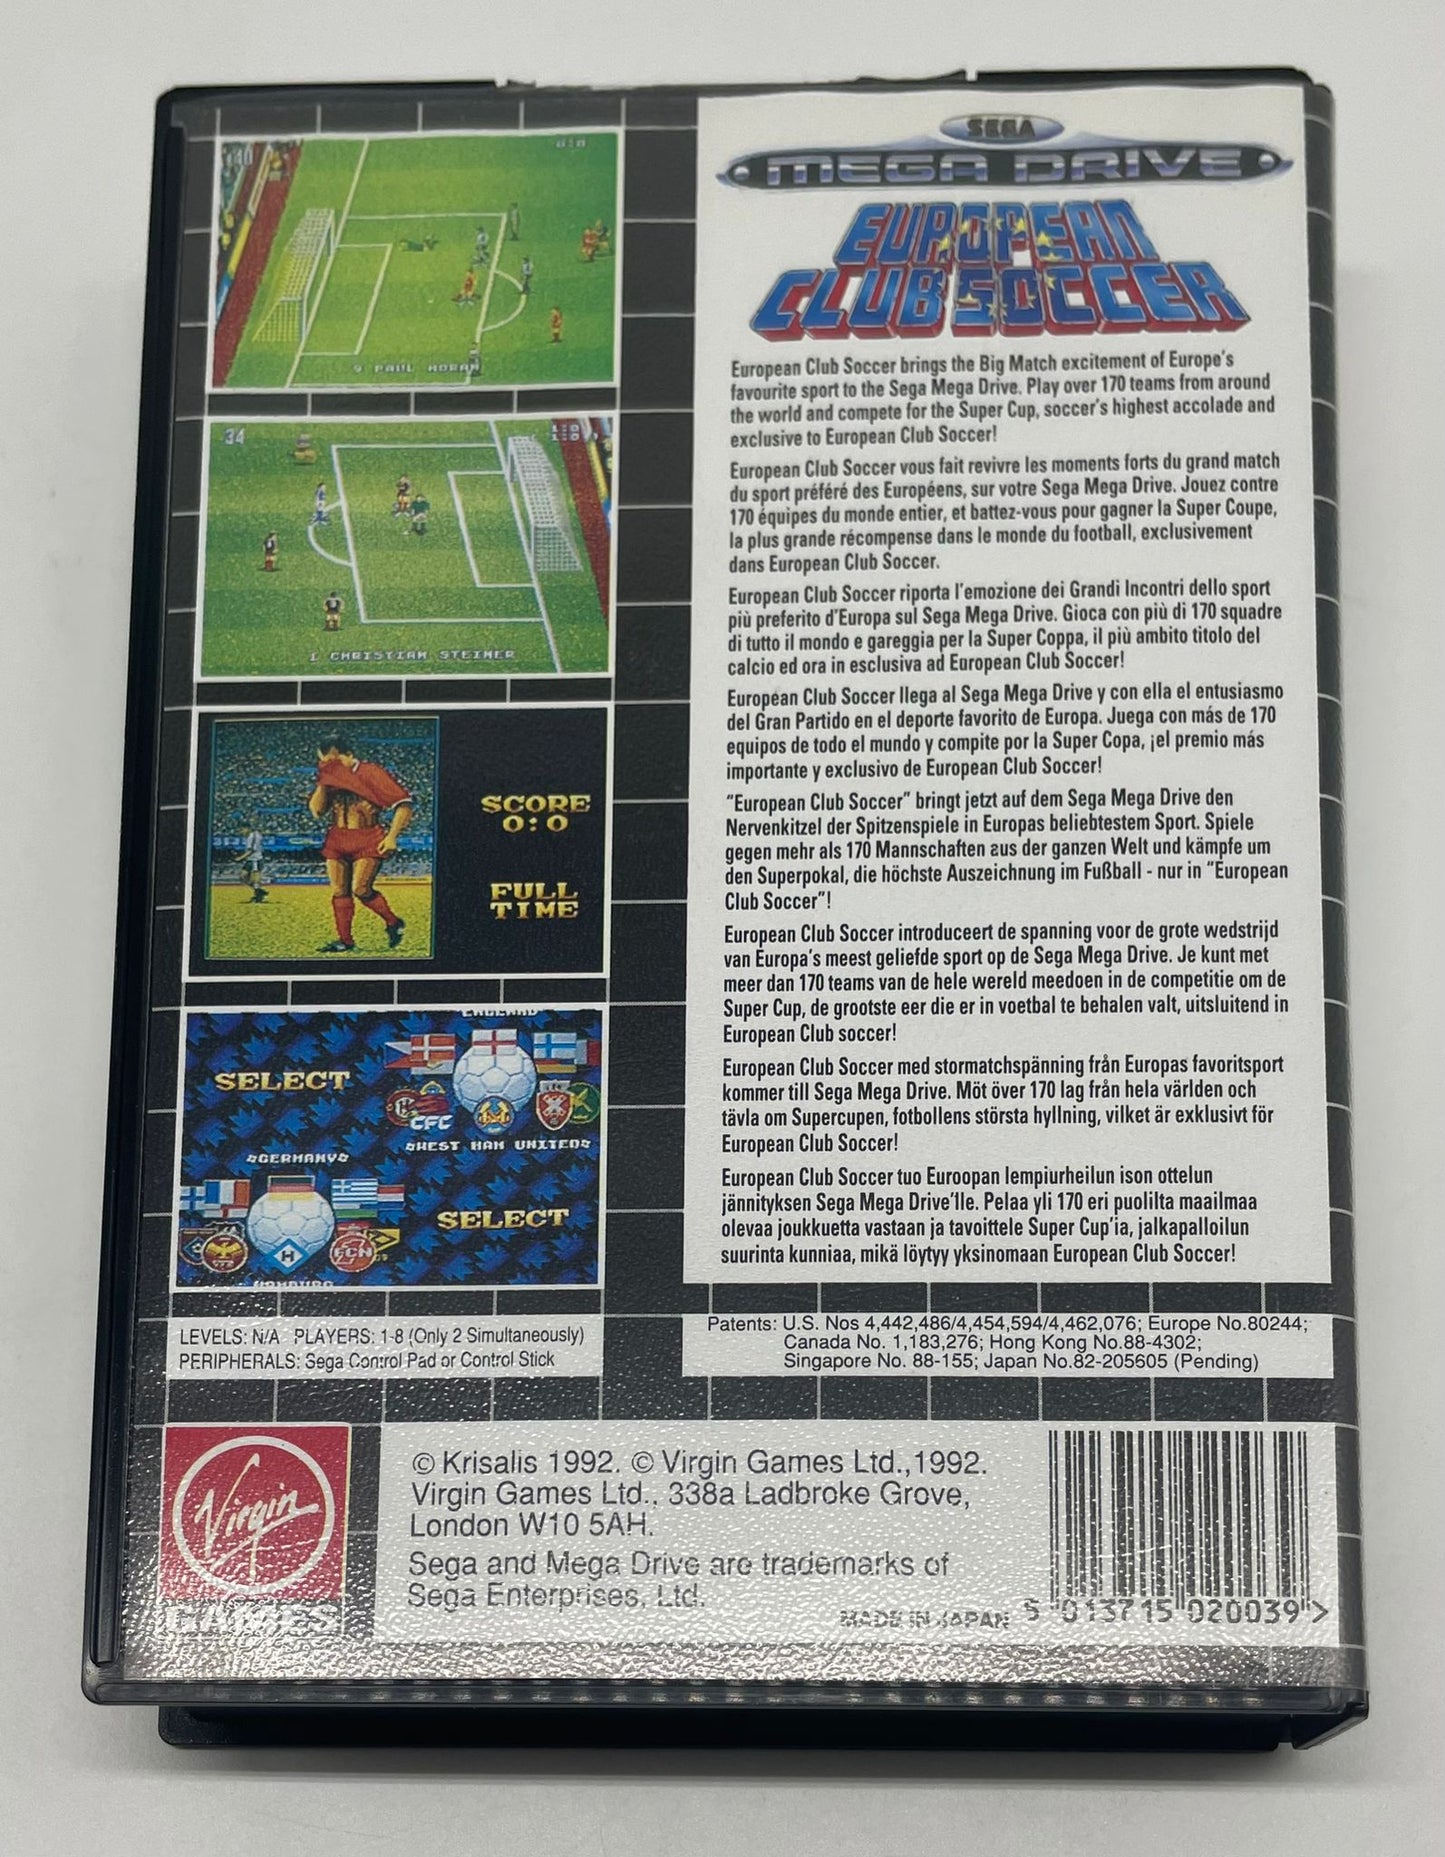 40
0:0
9 PAUL MORAN
34
1 CHRISTIAN STEINER
SCORE
0:0
FULL
TIME
ENGLAND
SELECT
CFC
WEST HAM UNITED
GERMANY
SELECT
H
FCN
HAMBURG
LEVELS: N/A PLAYERS: 1-8 (Only 2 Simultaneously)
PERIPHERALS: Sega Control Pad or Control Stick
SEGA
MEGA DRIVE
EUROPEAN
CLUB SOCCER
European Club Soccer brings the Big Match excitement of Europe's
favourite sport to the Sega Mega Drive. Play over 170 teams from around
the world and compete for the Super Cup, soccer's highest accolade and
exclusive to European Club Soccer!
European Club Soccer vous fait revivre les moments forts du grand match
du sport préféré des Européens, sur votre Sega Mega Drive. Jouez contre
170 équipes du monde entier, et battez-vous pour gagner la Super Coupe,
la plus grande récompense dans le monde du football, exclusivement
dans European Club Soccer.
European Club Soccer riporta l'emozione dei Grandi Incontri dello sport
più preferito d'Europa sul Sega Mega Drive. Gioca con più di 170 squadre
di tutto il mondo e gareggia per la Super Coppa, il più ambito titolo del
calcio ed ora in esclusiva ad European Club Soccer!
European Club Soccer llega al Sega Mega Drive y con ella el entusiasmo
del Gran Partido en el deporte favorito de Europa. Juega con más de 170
equipos de todo el mundo y compite por la Super Copa, ¡el premio más
importante y exclusivo de European Club Soccer!
"European Club Soccer" bringt jetzt auf dem Sega Mega Drive den
Nervenkitzel der Spitzenspiele in Europas beliebtestem Sport. Spiele
gegen mehr als 170 Mannschaften aus der ganzen Welt und kämpfe um
den Superpokal, die höchste Auszeichnung im Fußball - nur in "European
Club Soccer"!
European Club Soccer introduceert de spanning voor de grote wedstrijd
van Europa's meest geliefde sport op de Sega Mega Drive. Je kunt met
meer dan 170 teams van de hele wereld meedoen in de competitie om de
Super Cup, de grootste eer die er in voetbal te behalen valt, uitsluitend in
European Club soccer!
European Club Soccer med stormatchspänning från Europas favoritsport
kommer till Sega Mega Drive. Möt över 170 lag från hela världen och
tävla om Supercupen, fotbollens största hyllning, vilket är exklusivt för
European Club Soccer!
European Club Soccer tuo Euroopan lempiurheilun ison ottelun
jännityksen Sega Mega Drive'lle. Pelaa yli 170 eri puolilta maailmaa
olevaa joukkuetta vastaan ja tavoittele Super Cup'ia, jalkapalloilun
suurinta kunniaa, mikä löytyy yksinomaan European Club Soccer!
Patents: U.S. Nos 4,442,486/4,454,594/4,462,076; Europe No.80244;
Canada No. 1,183,276; Hong Kong No.88-4302;
Singapore No. 88-155; Japan No.82-205605 (Pending)
Virgin
GAMES
© Krisalis 1992. © Virgin Games Ltd.,1992.
Virgin Games Ltd., 338a Ladbroke Grove,
London W10 5AH.
Sega and Mega Drive are trademarks of
Sega Enterprises, Ltd.
MADE IN JAPAN
5 013715 020039 >